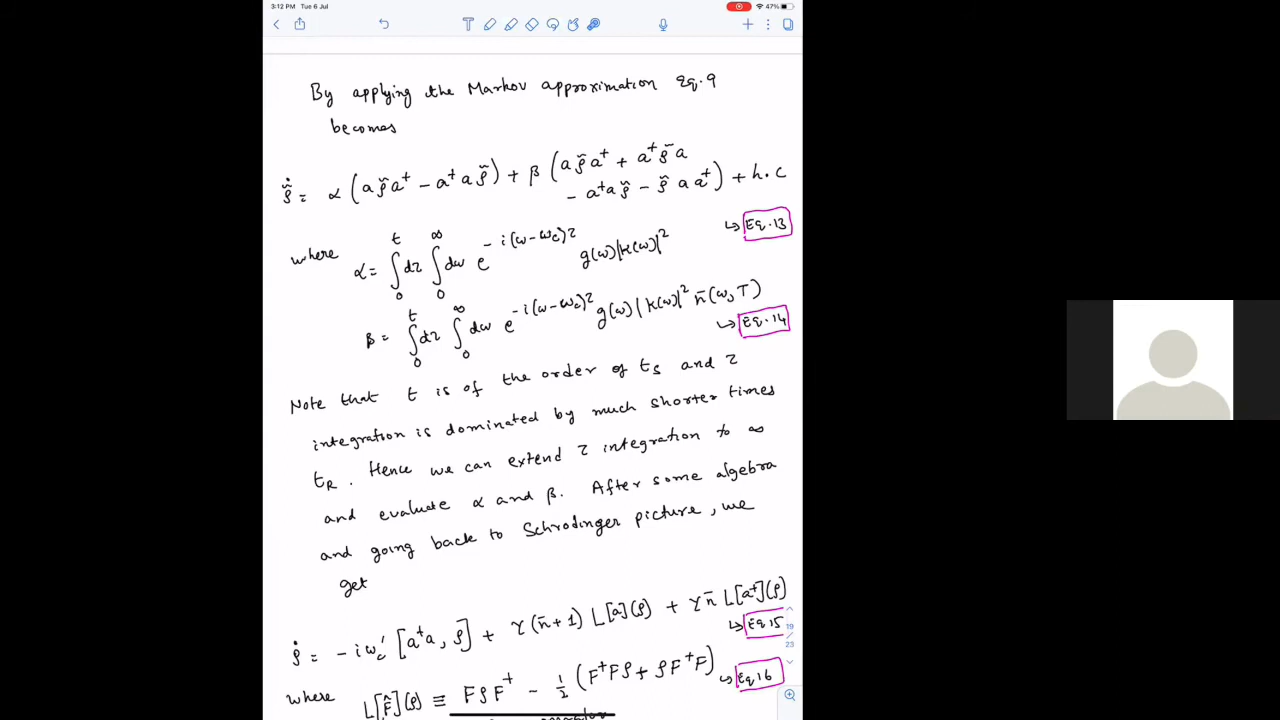 3:12 PM Tue 6 Jul
47%
By applying the Markov approximation Eq.9
becomes
ρ̃̇ = α (aρ̃a† − a†aρ̃) + β (aρ̃a† + a†ρ̃a
− a†aρ̃ − ρ̃aa†) + h.c
↳ Eq.13
where α = ∫₀ᵗ dτ ∫₀^∞ dω e^{−i(ω−ω_c)τ} g(ω)|k(ω)|²
β = ∫₀ᵗ dτ ∫₀^∞ dω e^{−i(ω−ω_c)τ} g(ω)|k(ω)|² n̄(ω,T)
↳ Eq.14
Note that t is of the order of t_S and τ
integration is dominated by much shorter times
t_R. Hence we can extend τ integration to ∞
and evaluate α and β. After some algebra
and going back to Schrodinger picture, we
get
ρ̇ = −iω_c′ [a†a, ρ] + γ(n̄+1) L[a](ρ) + γn̄ L[a†](ρ)
↳ Eq.15
19
23
where L[F̂](ρ) ≡ FρF† − ½ (F†Fρ + ρF†F)
↳ Eq.16